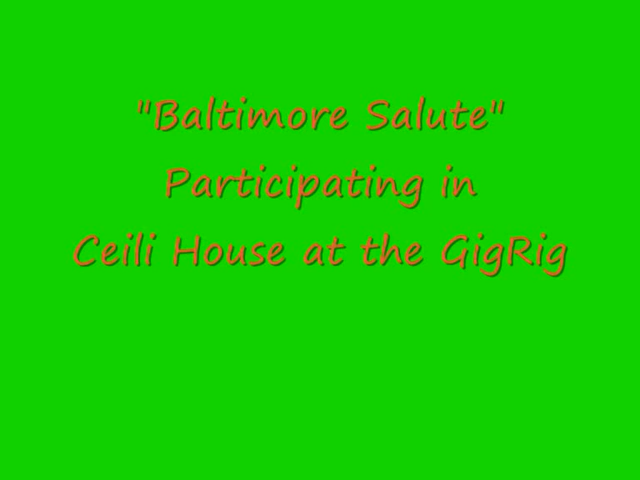 "Baltimore Salute"
Participating in
Ceili House at the GigRig